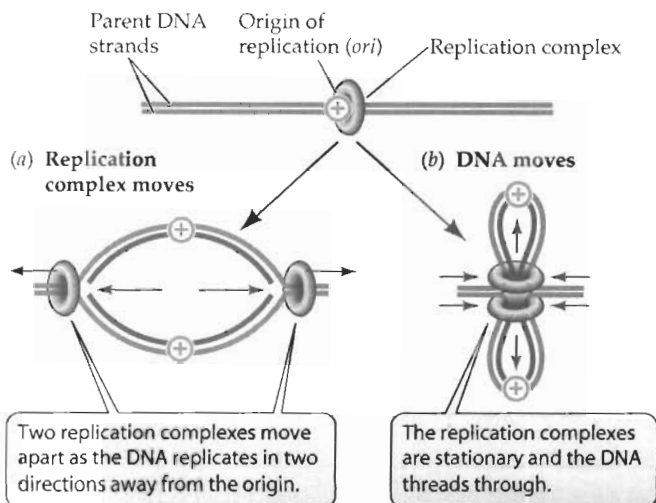 Parent DNA
strands
Origin of
replication (ori)
Replication complex
+
(a) Replication
complex moves
(b) DNA moves
+
+
+
+
Two replication complexes move
apart as the DNA replicates in two
directions away from the origin.
The replication complexes
are stationary and the DNA
threads through.